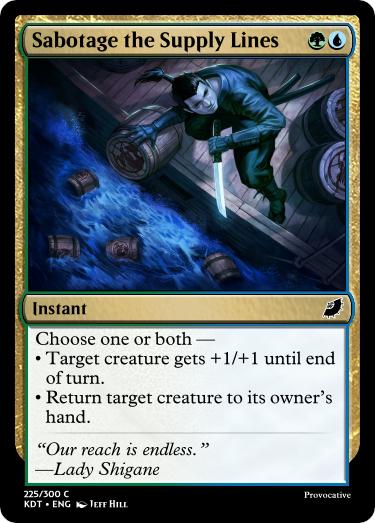 Sabotage the Supply Lines
Instant
Choose one or both —
• Target creature gets +1/+1 until end
of turn.
• Return target creature to its owner's
hand.
“Our reach is endless.”
—Lady Shigane
225/300 C
KDT • ENG Jeff Hill
Provocative